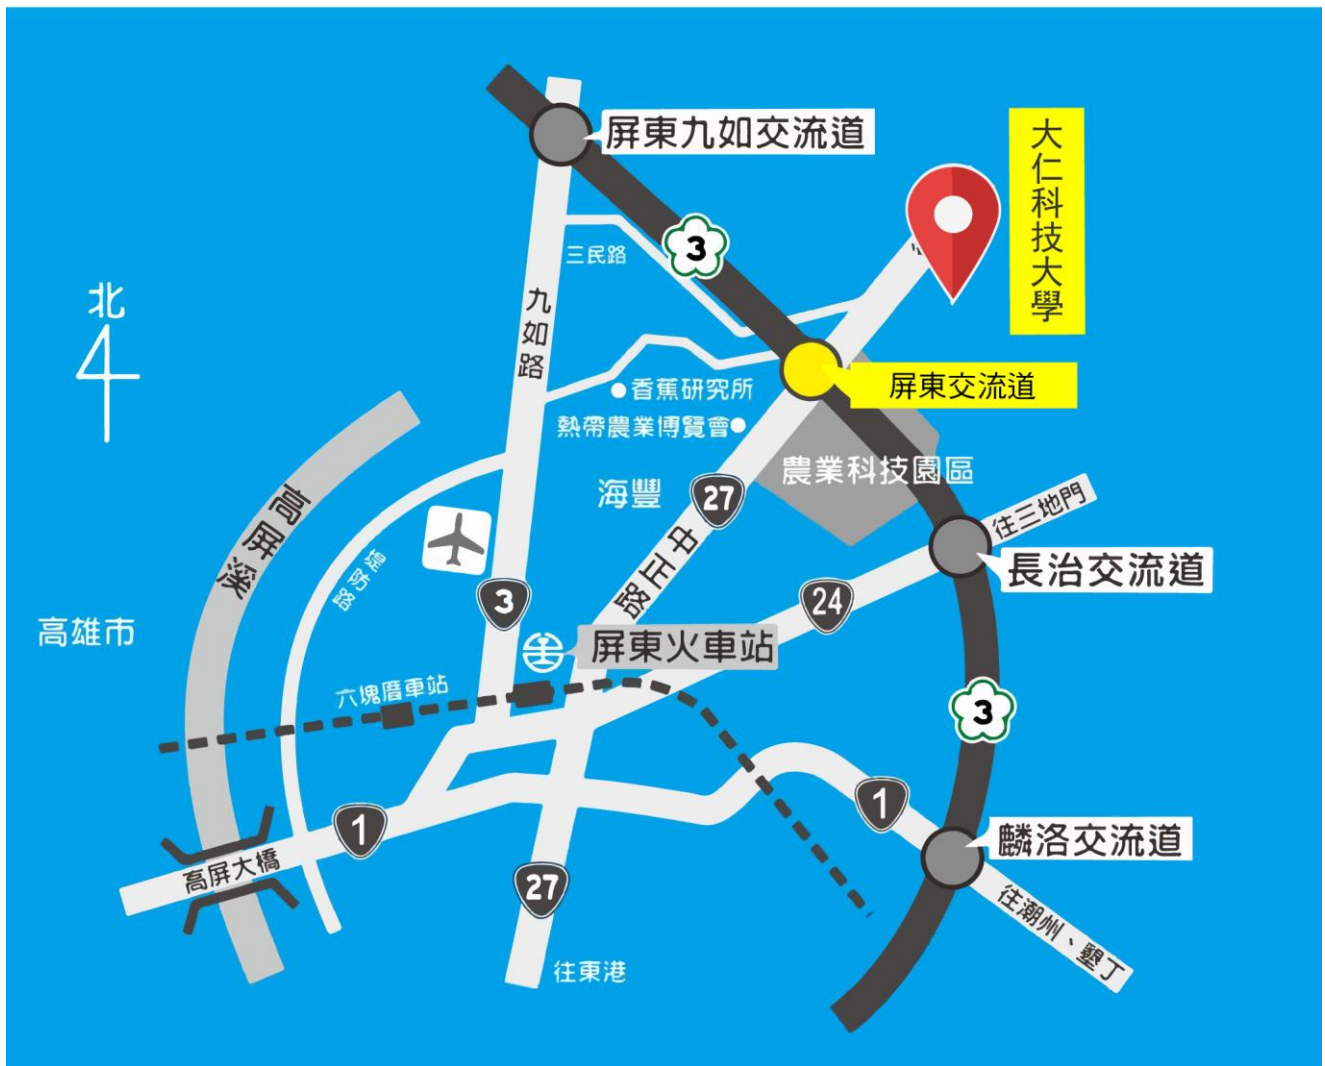 屏東九如交流道
大仁科技大學
3
三民路
北
九如路
屏東交流道
香蕉研究所
熱帶農業博覽會
農業科技園區
海豐
27
往三地門
高屏溪
中正路
長治交流道
堤防路
3
24
高雄市
屏東火車站
六塊厝車站
3
1
1
麟洛交流道
高屏大橋
27
往潮州、墾丁
往東港